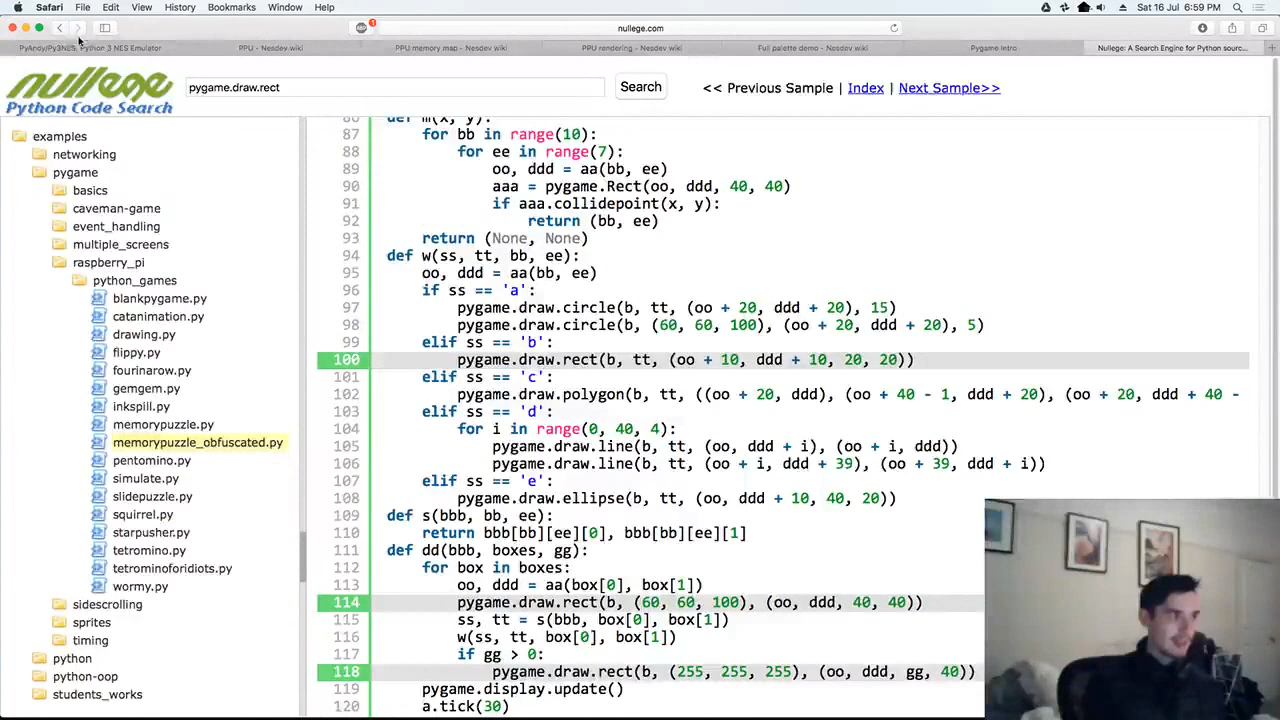 Safari File Edit View History Bookmarks Window Help
Sat 16 Jul 6:59 PM
1
nullege.com
PyAndy/Py3NES: Python 3 NES Emulator
PPU - Nesdev wiki
PPU memory map - Nesdev wiki
PPU rendering - Nesdev wiki
Full palette demo - Nesdev wiki
Pygame Intro
Nullege: A Search Engine for Python sourc...
nullege
Python Code Search
pygame.draw.rect
Search
<< Previous Sample / Index / Next Sample>>
examples
networking
pygame
basics
caveman-game
event_handling
multiple_screens
raspberry_pi
python_games
blankpygame.py
catanimation.py
drawing.py
flippy.py
fourinarow.py
gemgem.py
inkspill.py
memorypuzzle.py
memorypuzzle_obfuscated.py
pentomino.py
simulate.py
slidepuzzle.py
squirrel.py
starpusher.py
tetromino.py
tetrominoforidiots.py
wormy.py
sidescrolling
sprites
timing
python
python-oop
students_works
86 def m(x, y):
87 for bb in range(10):
88 for ee in range(7):
89 oo, ddd = aa(bb, ee)
90 aaa = pygame.Rect(oo, ddd, 40, 40)
91 if aaa.collidepoint(x, y):
92 return (bb, ee)
93 return (None, None)
94 def w(ss, tt, bb, ee):
95 oo, ddd = aa(bb, ee)
96 if ss == 'a':
97 pygame.draw.circle(b, tt, (oo + 20, ddd + 20), 15)
98 pygame.draw.circle(b, (60, 60, 100), (oo + 20, ddd + 20), 5)
99 elif ss == 'b':
100 pygame.draw.rect(b, tt, (oo + 10, ddd + 10, 20, 20))
101 elif ss == 'c':
102 pygame.draw.polygon(b, tt, ((oo + 20, ddd), (oo + 40 - 1, ddd + 20), (oo + 20, ddd + 40 -
103 elif ss == 'd':
104 for i in range(0, 40, 4):
105 pygame.draw.line(b, tt, (oo, ddd + i), (oo + i, ddd))
106 pygame.draw.line(b, tt, (oo + i, ddd + 39), (oo + 39, ddd + i))
107 elif ss == 'e':
108 pygame.draw.ellipse(b, tt, (oo, ddd + 10, 40, 20))
109 def s(bbb, bb, ee):
110 return bbb[bb][ee][0], bbb[bb][ee][1]
111 def dd(bbb, boxes, gg):
112 for box in boxes:
113 oo, ddd = aa(box[0], box[1])
114 pygame.draw.rect(b, (60, 60, 100), (oo, ddd, 40, 40))
115 ss, tt = s(bbb, box[0], box[1])
116 w(ss, tt, box[0], box[1])
117 if gg > 0:
118 pygame.draw.rect(b, (255, 255, 255), (oo, ddd, gg, 40))
119 pygame.display.update()
120 a.tick(30)